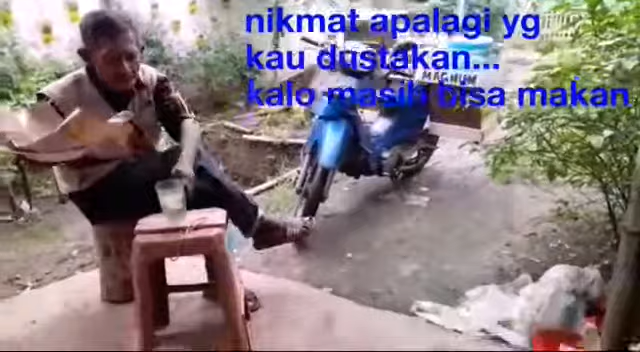 nikmat apalagi yg
kau dustakan...
kalo masih bisa makan
MAGNUM